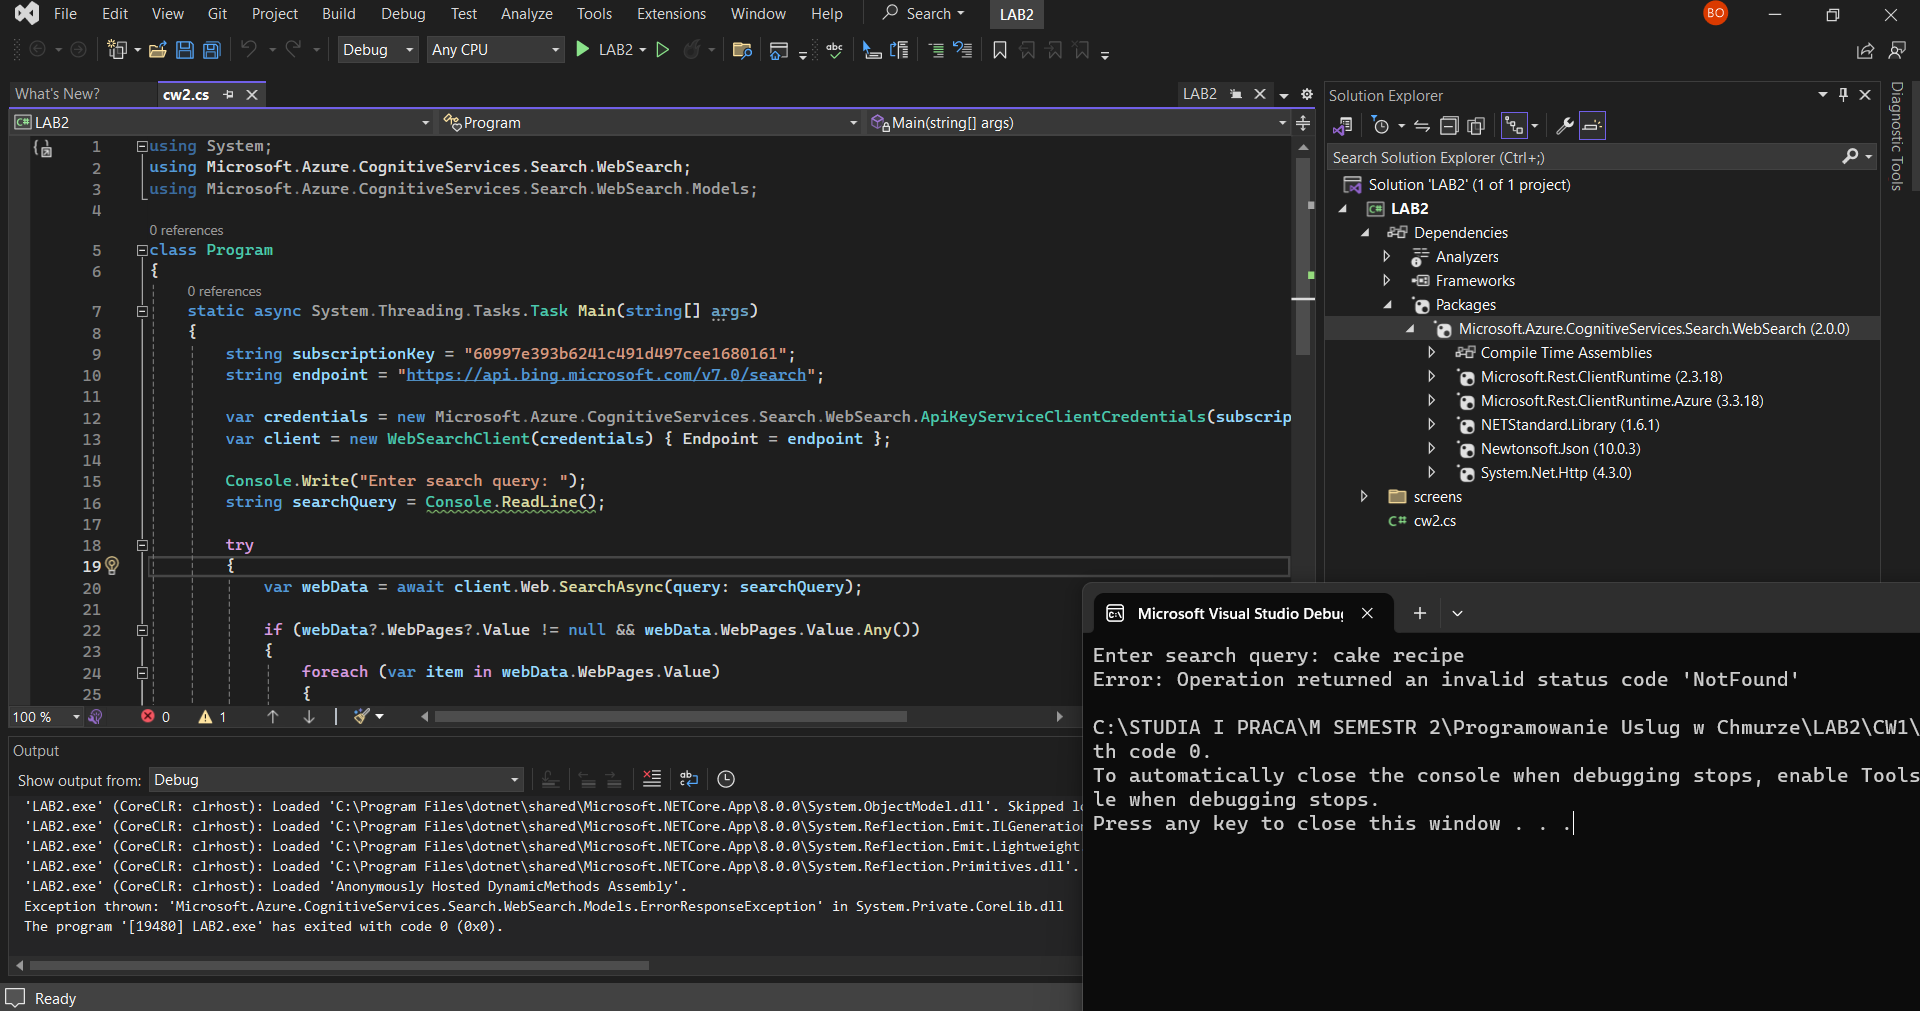 File Edit View Git Project Build Debug Test Analyze Tools Extensions Window Help Search LAB2 BO
Debug Any CPU LAB2
What's New? cw2.cs LAB2
LAB2 Program Main(string[] args)
1 using System;
2 using Microsoft.Azure.CognitiveServices.Search.WebSearch;
3 using Microsoft.Azure.CognitiveServices.Search.WebSearch.Models;
4
0 references
5 class Program
6 {
0 references
7 static async System.Threading.Tasks.Task Main(string[] args)
8 {
9 string subscriptionKey = "60997e393b6241c491d497cee1680161";
10 string endpoint = "https://api.bing.microsoft.com/v7.0/search";
11
12 var credentials = new Microsoft.Azure.CognitiveServices.Search.WebSearch.ApiKeyServiceClientCredentials(subscrip
13 var client = new WebSearchClient(credentials) { Endpoint = endpoint };
14
15 Console.Write("Enter search query: ");
16 string searchQuery = Console.ReadLine();
17
18 try
19 {
20 var webData = await client.Web.SearchAsync(query: searchQuery);
21
22 if (webData?.WebPages?.Value != null && webData.WebPages.Value.Any())
23 {
24 foreach (var item in webData.WebPages.Value)
25 {
100 % 0 1
Output
Show output from: Debug
'LAB2.exe' (CoreCLR: clrhost): Loaded 'C:\Program Files\dotnet\shared\Microsoft.NETCore.App\8.0.0\System.ObjectModel.dll'. Skipped lo
'LAB2.exe' (CoreCLR: clrhost): Loaded 'C:\Program Files\dotnet\shared\Microsoft.NETCore.App\8.0.0\System.Reflection.Emit.ILGeneration
'LAB2.exe' (CoreCLR: clrhost): Loaded 'C:\Program Files\dotnet\shared\Microsoft.NETCore.App\8.0.0\System.Reflection.Emit.Lightweight
'LAB2.exe' (CoreCLR: clrhost): Loaded 'C:\Program Files\dotnet\shared\Microsoft.NETCore.App\8.0.0\System.Reflection.Primitives.dll'.
'LAB2.exe' (CoreCLR: clrhost): Loaded 'Anonymously Hosted DynamicMethods Assembly'.
Exception thrown: 'Microsoft.Azure.CognitiveServices.Search.WebSearch.Models.ErrorResponseException' in System.Private.CoreLib.dll
The program '[19480] LAB2.exe' has exited with code 0 (0x0).
Ready
Solution Explorer
Search Solution Explorer (Ctrl+;)
Solution 'LAB2' (1 of 1 project)
LAB2
Dependencies
Analyzers
Frameworks
Packages
Microsoft.Azure.CognitiveServices.Search.WebSearch (2.0.0)
Compile Time Assemblies
Microsoft.Rest.ClientRuntime (2.3.18)
Microsoft.Rest.ClientRuntime.Azure (3.3.18)
NETStandard.Library (1.6.1)
Newtonsoft.Json (10.0.3)
System.Net.Http (4.3.0)
screens
C# cw2.cs
Diagnostic Tools
Microsoft Visual Studio Debug
Enter search query: cake recipe
Error: Operation returned an invalid status code 'NotFound'
C:\STUDIA I PRACA\M SEMESTR 2\Programowanie Uslug w Chmurze\LAB2\CW1\
th code 0.
To automatically close the console when debugging stops, enable Tools
le when debugging stops.
Press any key to close this window . . .